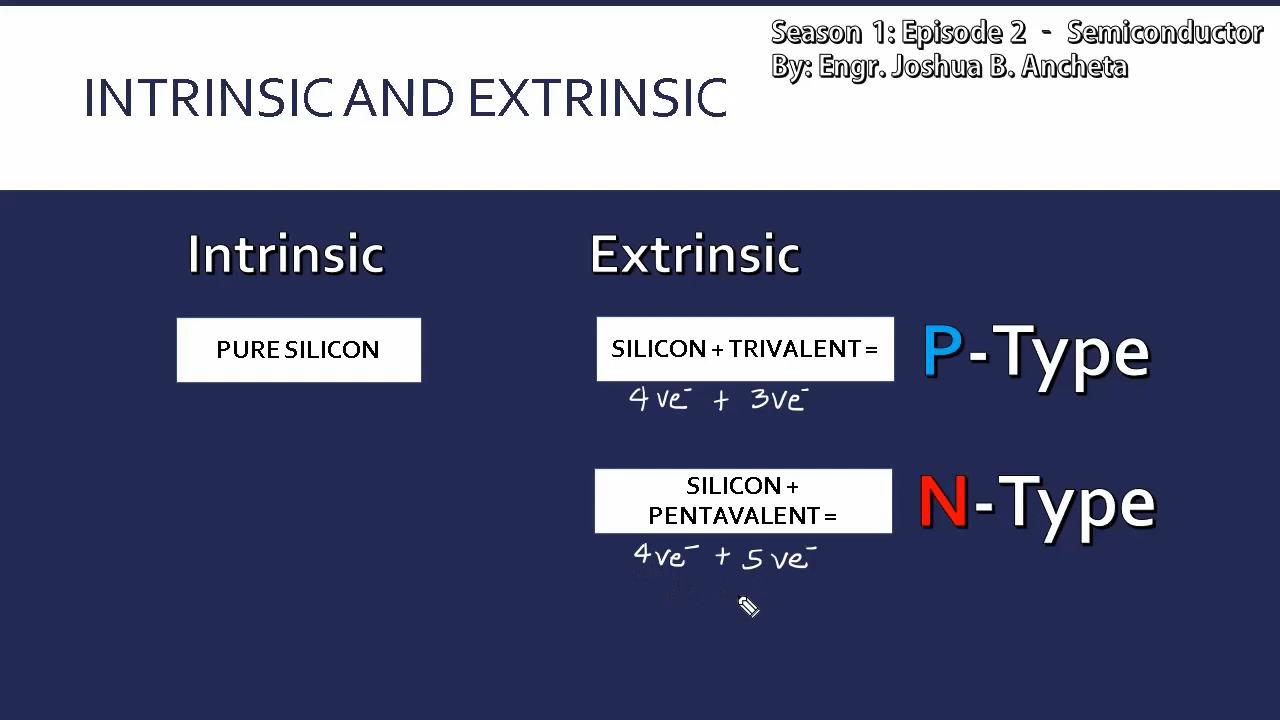 Season 1: Episode 2 - Semiconductor
By: Engr. Joshua B. Ancheta
INTRINSIC AND EXTRINSIC
Intrinsic
PURE SILICON
Extrinsic
SILICON + TRIVALENT =
P-Type
4ve⁻ + 3ve⁻
SILICON +
PENTAVALENT =
N-Type
4ve⁻ + 5ve⁻